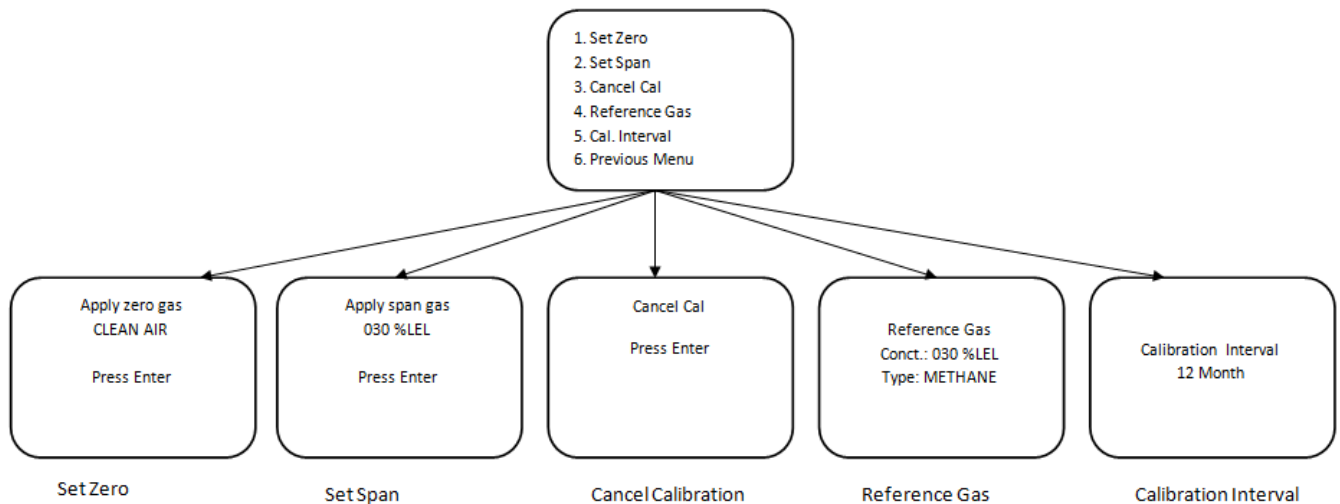 1. Set Zero
2. Set Span
3. Cancel Cal
4. Reference Gas
5. Cal. Interval
6. Previous Menu
Apply zero gas
CLEAN AIR
Press Enter
Apply span gas
030 %LEL
Press Enter
Cancel Cal
Press Enter
Reference Gas
Conct.: 030 %LEL
Type: METHANE
Calibration Interval
12 Month
Set Zero
Set Span
Cancel Calibration
Reference Gas
Calibration Interval